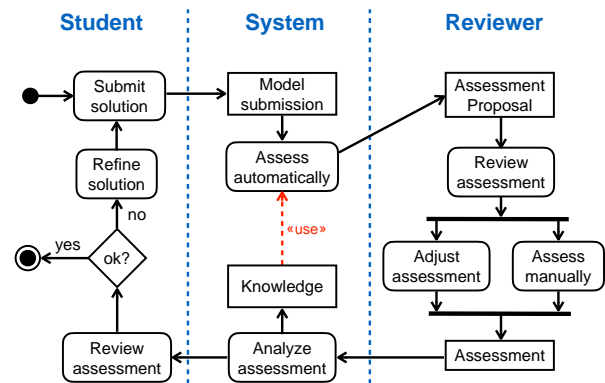 Student
System
Reviewer
Submit
solution
Model
submission
Assessment
Proposal
Refine
solution
Assess
automatically
Review
assessment
no
yes
ok?
«use»
Adjust
assessment
Assess
manually
Knowledge
Review
assessment
Analyze
assessment
Assessment